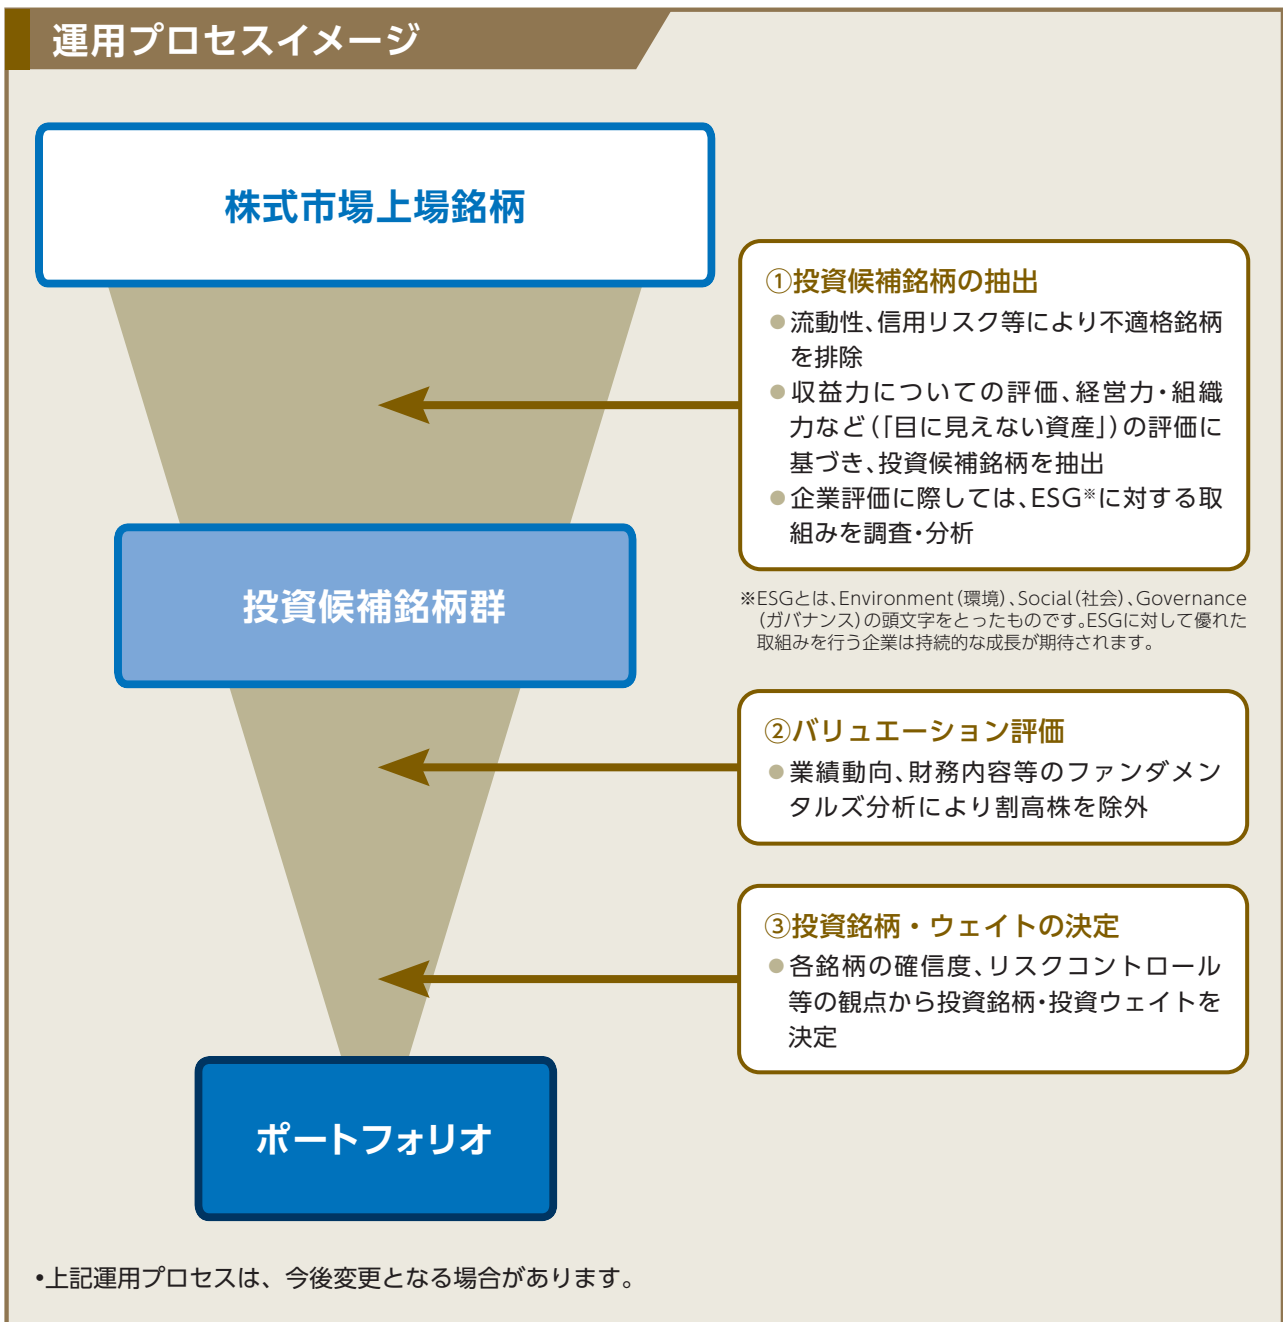 運用プロセスイメージ
株式市場上場銘柄
①投資候補銘柄の抽出
●流動性、信用リスク等により不適格銘柄
を排除
●収益力についての評価、経営力・組織
力など(「目に見えない資産」)の評価に
基づき、投資候補銘柄を抽出
●企業評価に際しては、ESG※に対する取
組みを調査・分析
投資候補銘柄群
※ESGとは、Environment(環境)、Social(社会)、Governance
(ガバナンス)の頭文字をとったものです。ESGに対して優れた
取組みを行う企業は持続的な成長が期待されます。
②バリュエーション評価
●業績動向、財務内容等のファンダメン
タルズ分析により割高株を除外
③投資銘柄・ウェイトの決定
●各銘柄の確信度、リスクコントロール
等の観点から投資銘柄・投資ウェイトを
決定
ポートフォリオ
•上記運用プロセスは、今後変更となる場合があります。